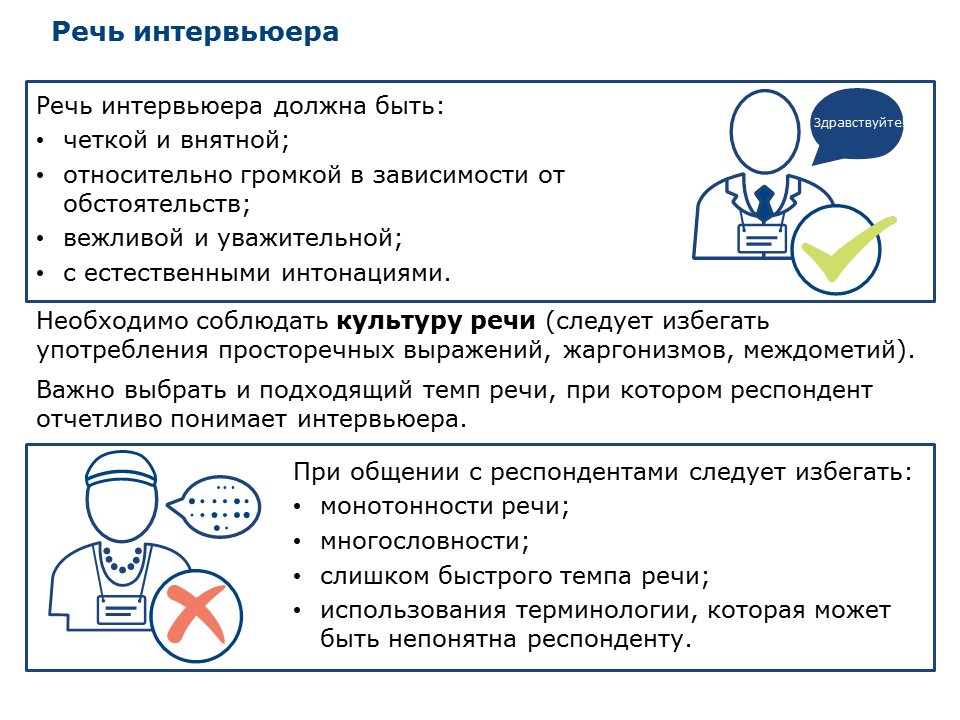 Речь интервьюера
Речь интервьюера должна быть:
• четкой и внятной;
• относительно громкой в зависимости от
обстоятельств;
• вежливой и уважительной;
• с естественными интонациями.
Здравствуйте!
Необходимо соблюдать культуру речи (следует избегать
употребления просторечных выражений, жаргонизмов, междометий).
Важно выбрать и подходящий темп речи, при котором респондент
отчетливо понимает интервьюера.
При общении с респондентами следует избегать:
• монотонности речи;
• многословности;
• слишком быстрого темпа речи;
• использования терминологии, которая может
быть непонятна респонденту.